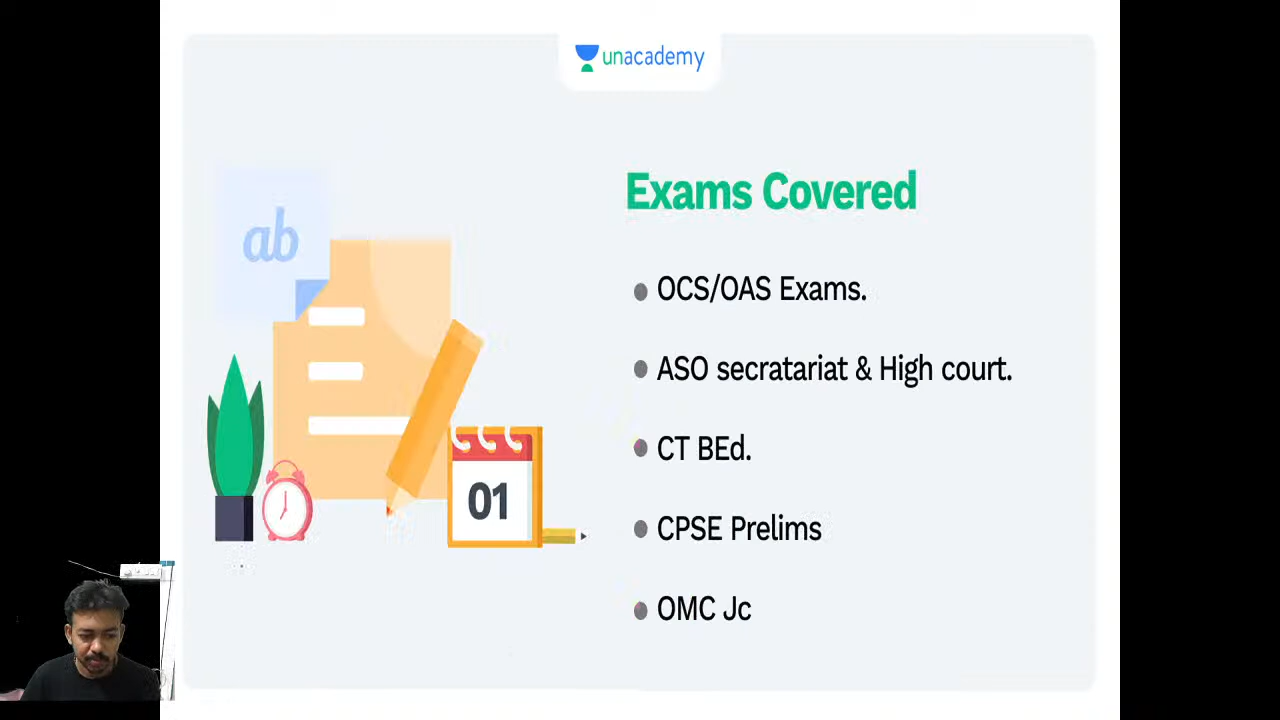 unacademy
Exams Covered
OCS/OAS Exams.
ASO secratariat & High court.
CT BEd.
CPSE Prelims
OMC Jc
ab
01